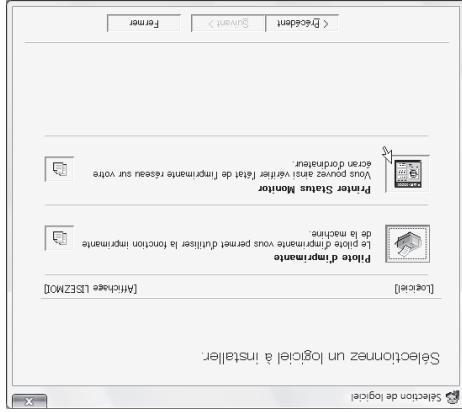 Sélection de logiciel
Sélectionnez un logiciel à installer.
[Logiciel] [Affichage LISEZMOI]
Pilote d'imprimante
Le pilote d'imprimante vous permet d'utiliser la fonction imprimante
de la machine.
Printer Status Monitor
Vous pouvez ainsi vérifier l'état de l'imprimante réseau sur votre
écran d'ordinateur.
< Précédent Suivant > Fermer